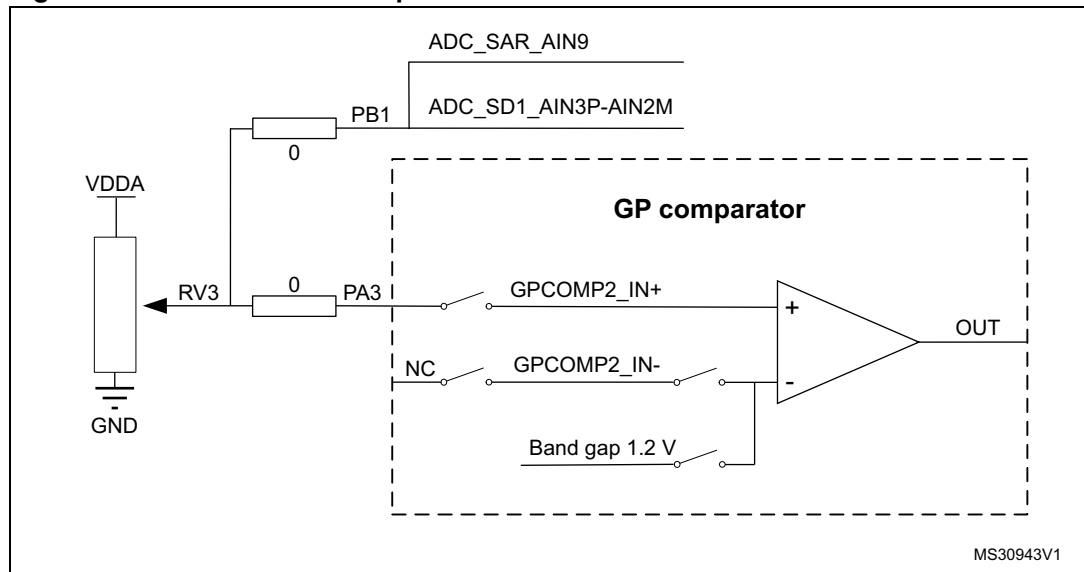 ADC_SAR_AIN9
PB1 ADC_SD1_AIN3P-AIN2M
0
VDDA
GP comparator
RV3 0 PA3 GPCOMP2_IN+
+
OUT
NC GPCOMP2_IN-
-
GND
Band gap 1.2 V
MS30943V1